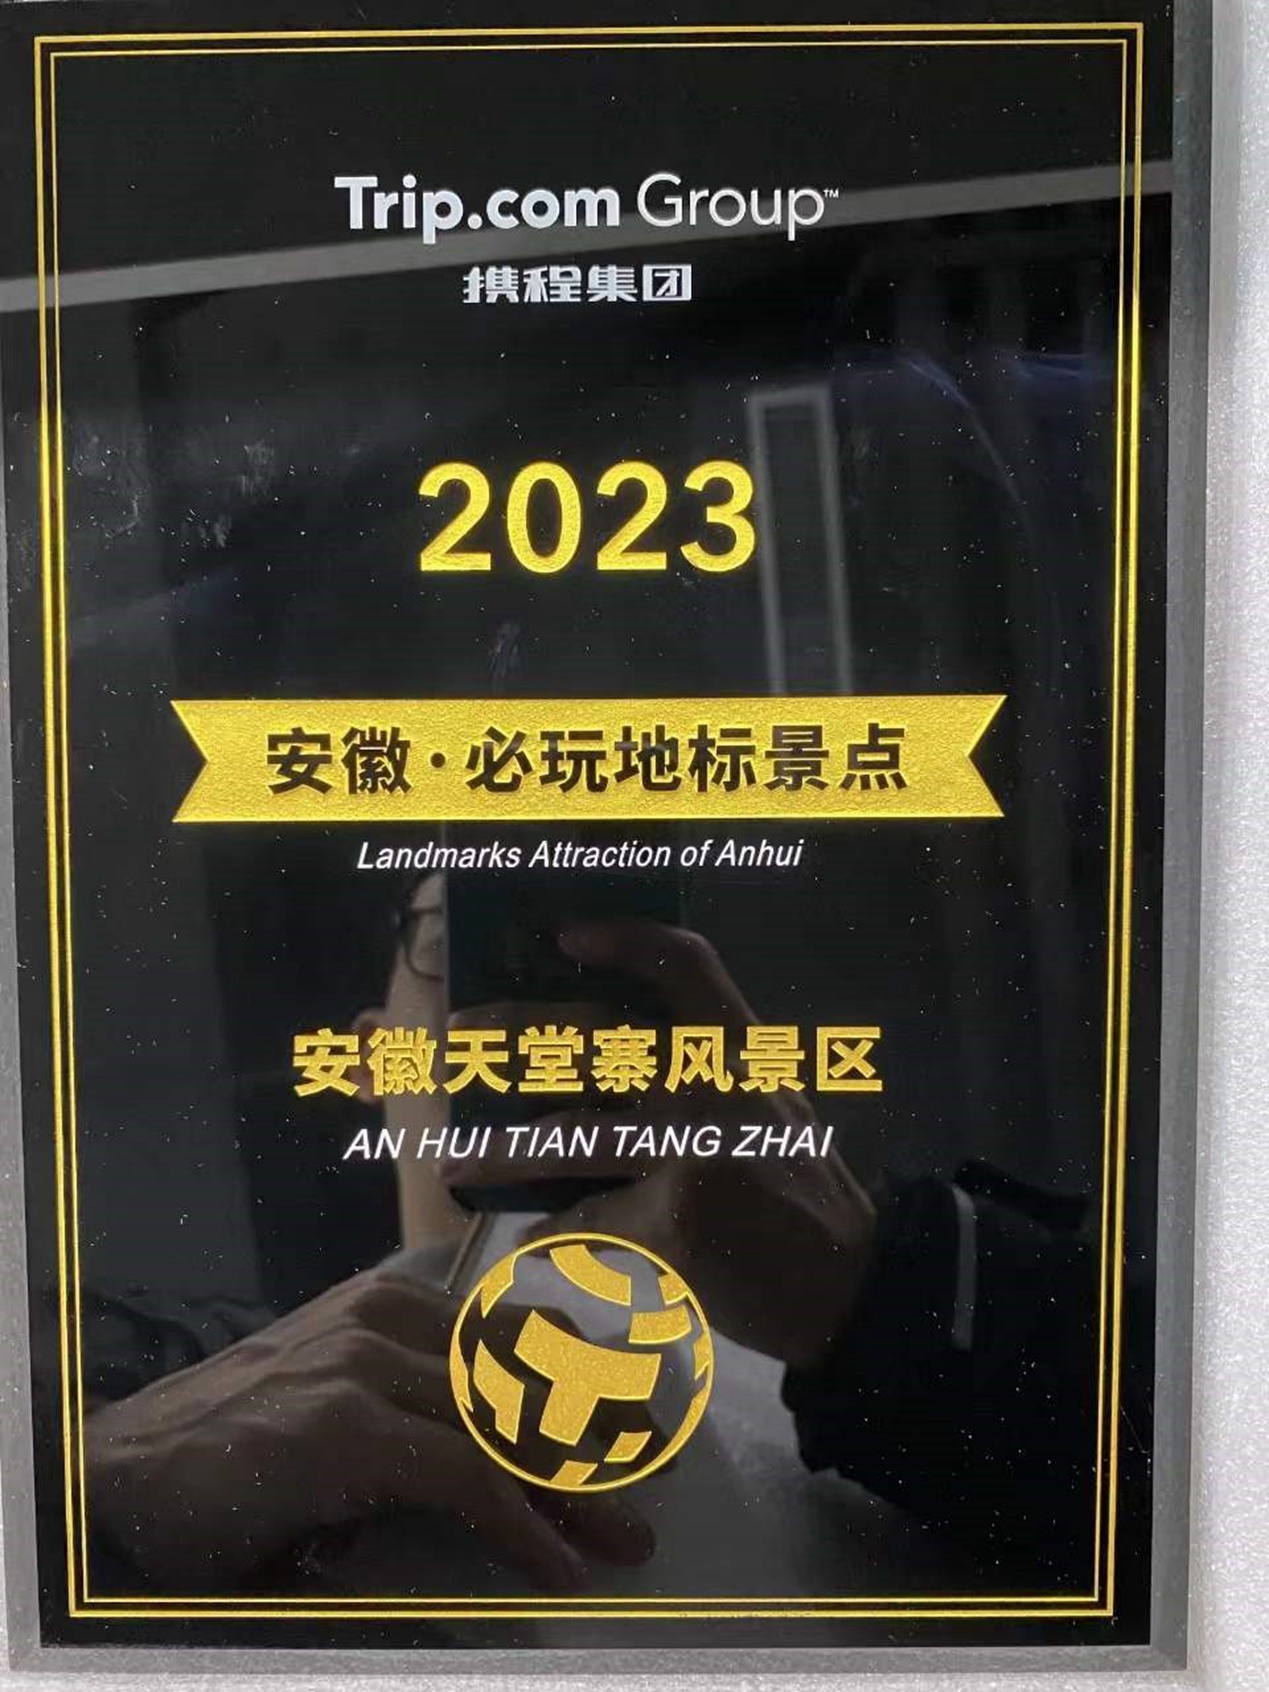 Trip.com Group™
携程集团
2023
安徽·必玩地标景点
Landmarks Attraction of Anhui
安徽天堂寨风景区
AN HUI TIAN TANG ZHAI